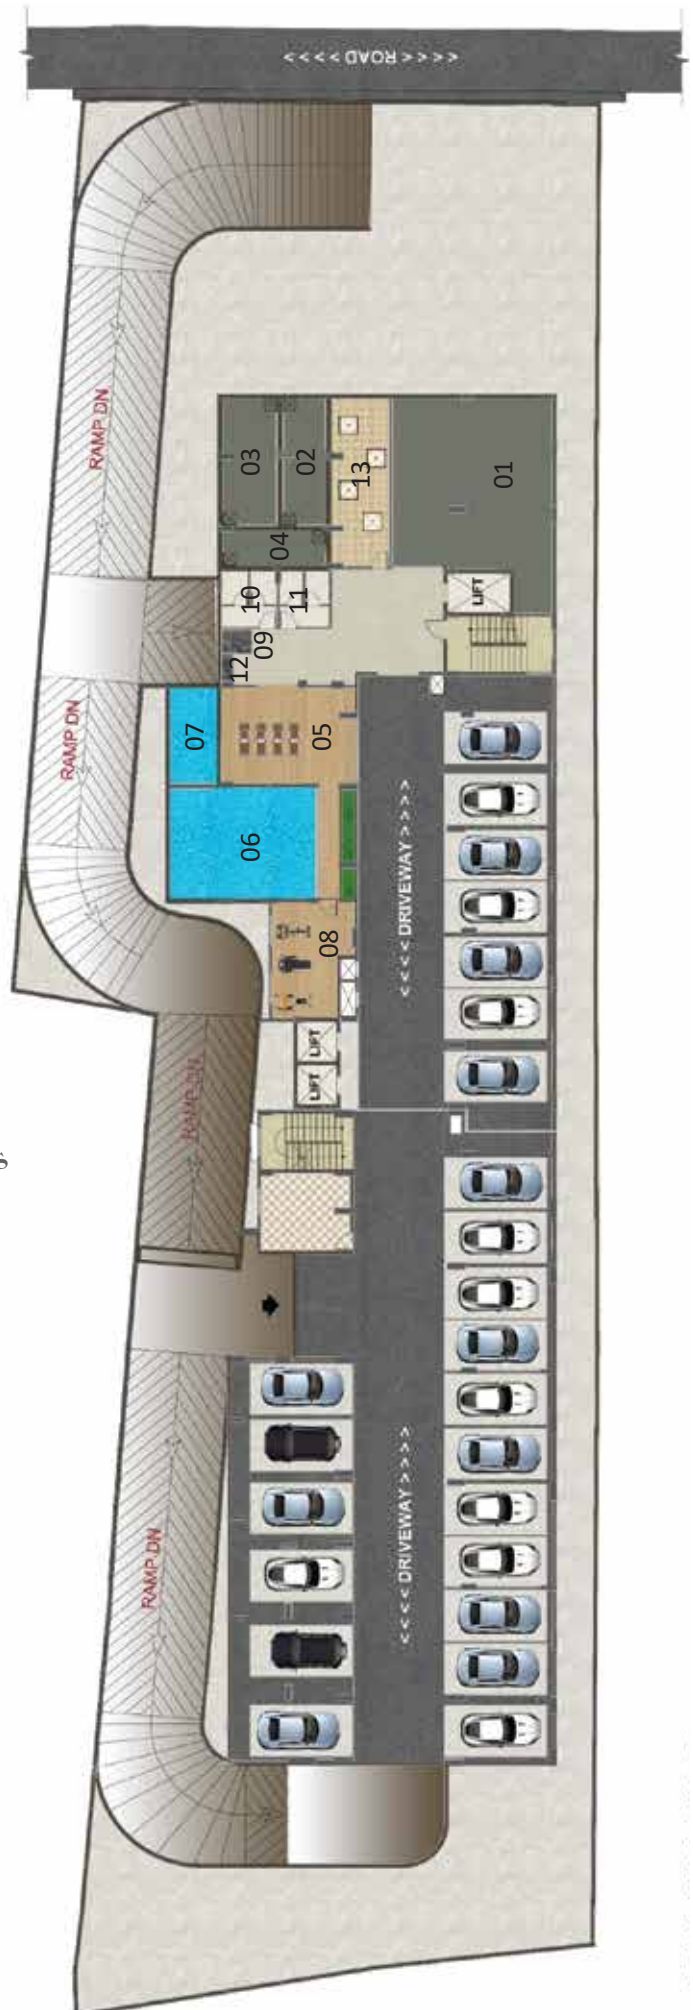 < < < < ROAD > > > >
RAMP DN
03
02
13
01
04
10
11
LIFT
09
12
RAMP DN
07
05
06
< < < < DRIVEWAY > > > >
08
LIFT
LIFT
RAMP DN
< < < < DRIVEWAY > > > >
RAMP DN